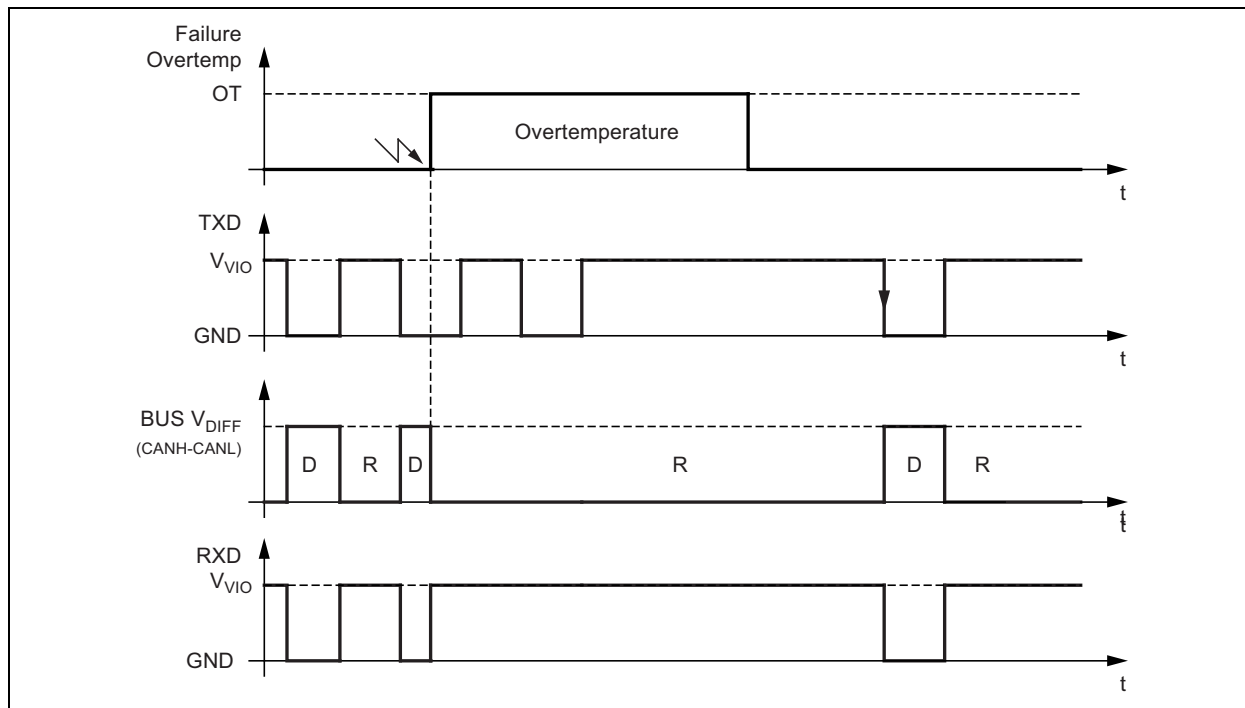 Failure
Overtemp
OT
Overtemperature
t
TXD
VVIO
GND
t
BUS VDIFF
(CANH-CANL)
D
R
D
R
D
R
t
t
RXD
VVIO
GND
t